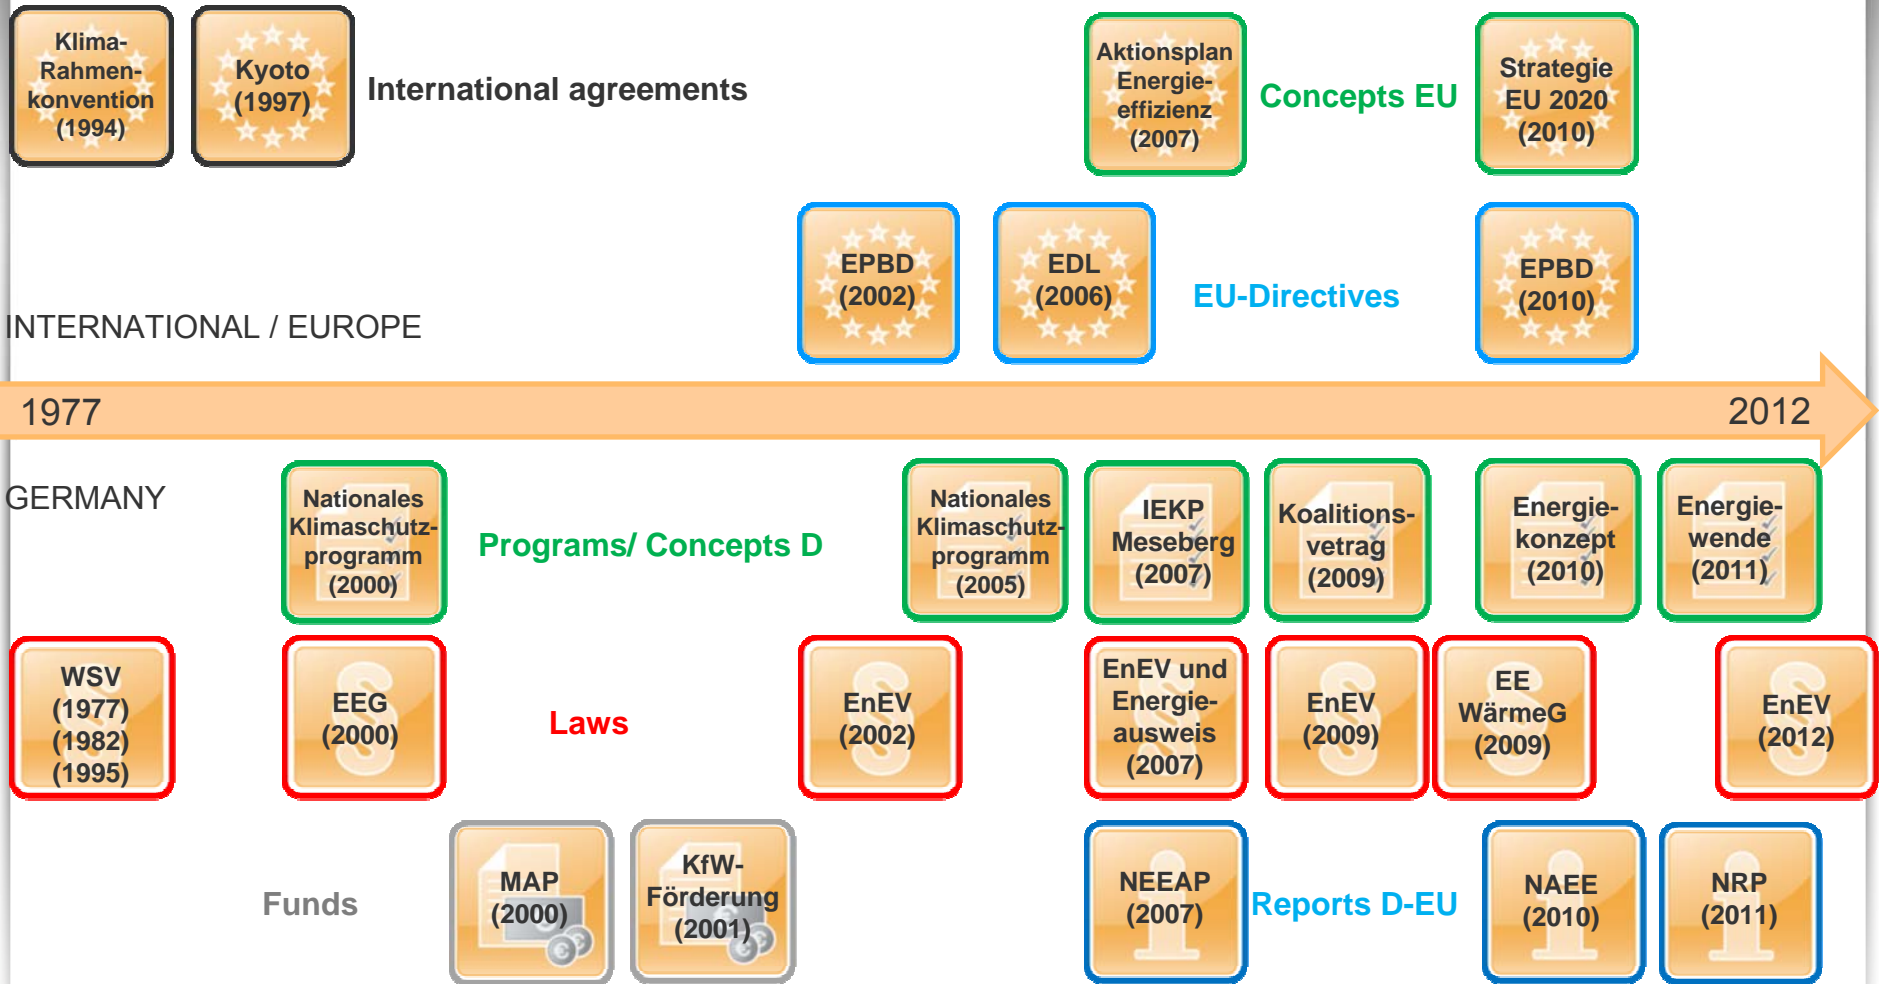 Klima-
Rahmen-
konvention
(1994)
Kyoto
(1997)
International agreements
Aktionsplan
Energie-
effizienz
(2007)
Concepts EU
Strategie
EU 2020
(2010)
EPBD
(2002)
EDL
(2006)
EU-Directives
EPBD
(2010)
INTERNATIONAL / EUROPE
1977
2012
GERMANY
Nationales
Klimaschutz-
programm
(2000)
Programs/ Concepts D
Nationales
Klimaschutz-
programm
(2005)
IEKP
Meseberg
(2007)
Koalitions-
vetrag
(2009)
Energie-
konzept
(2010)
Energie-
wende
(2011)
WSV
(1977)
(1982)
(1995)
EEG
(2000)
Laws
EnEV
(2002)
EnEV und
Energie-
ausweis
(2007)
EnEV
(2009)
EE
WärmeG
(2009)
EnEV
(2012)
Funds
MAP
(2000)
KfW-
Förderung
(2001)
NEEAP
(2007)
Reports D-EU
NAEE
(2010)
NRP
(2011)